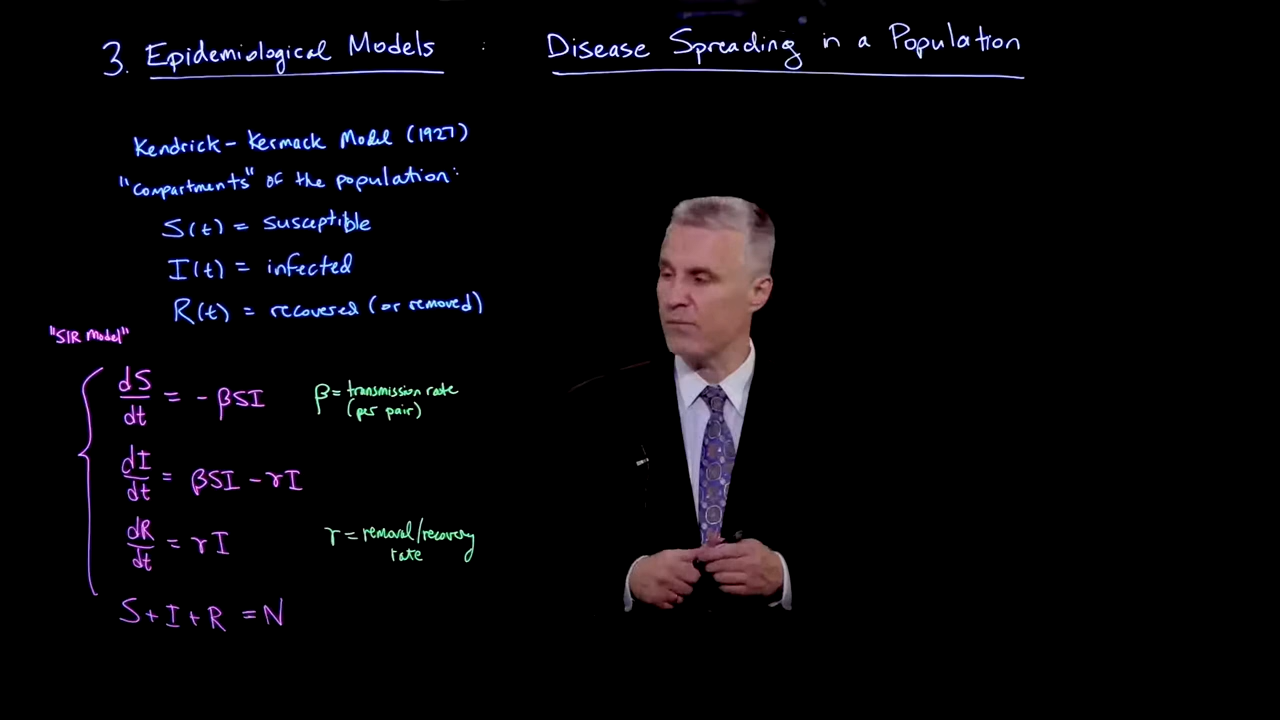 3. Epidemiological Models : Disease Spreading in a Population
Kendrick - Kermack Model (1927)
"compartments" of the population:
S(t) = susceptible
I(t) = infected
R(t) = recovered (or removed)
"SIR Model"
dS/dt = - βSI
β = transmission rate
(per pair)
dI/dt = βSI - γI
dR/dt = γI
γ = removal/recovery
rate
S + I + R = N